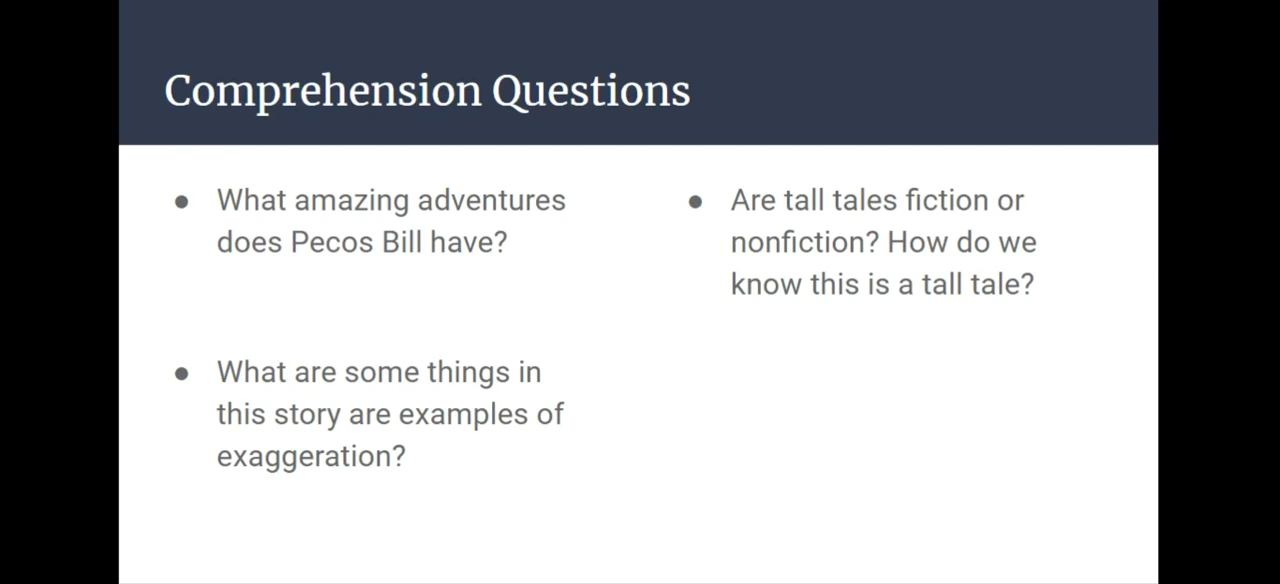 Comprehension Questions
● What amazing adventures
does Pecos Bill have?
● What are some things in
this story are examples of
exaggeration?
● Are tall tales fiction or
nonfiction? How do we
know this is a tall tale?